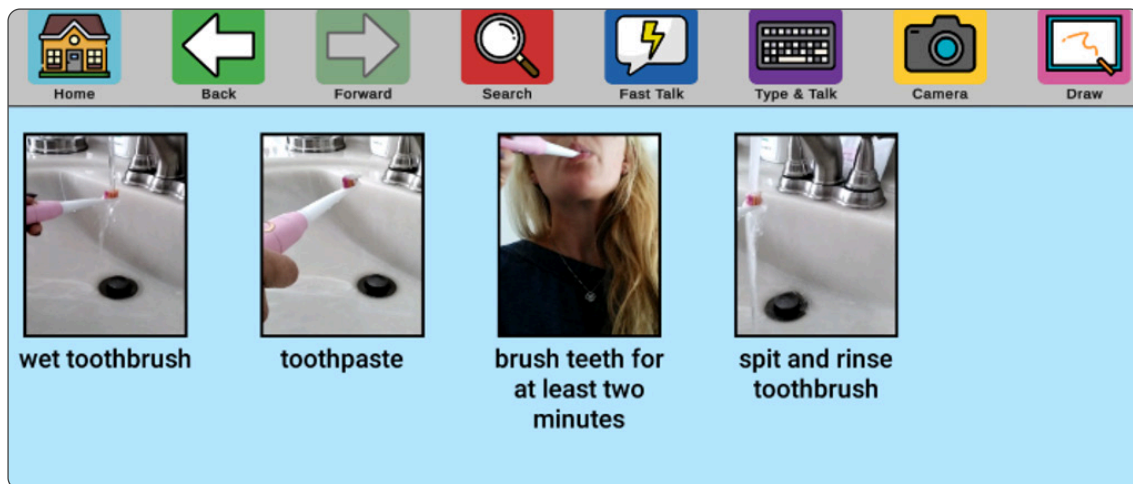 Home
Back
Forward
Search
Fast Talk
Type & Talk
Camera
Draw
wet toothbrush
toothpaste
brush teeth for
at least two
minutes
spit and rinse
toothbrush